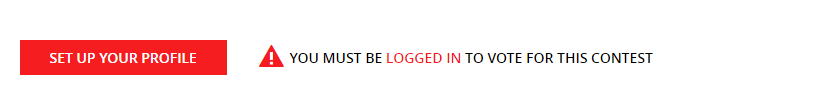 SET UP YOUR PROFILE
YOU MUST BE LOGGED IN TO VOTE FOR THIS CONTEST